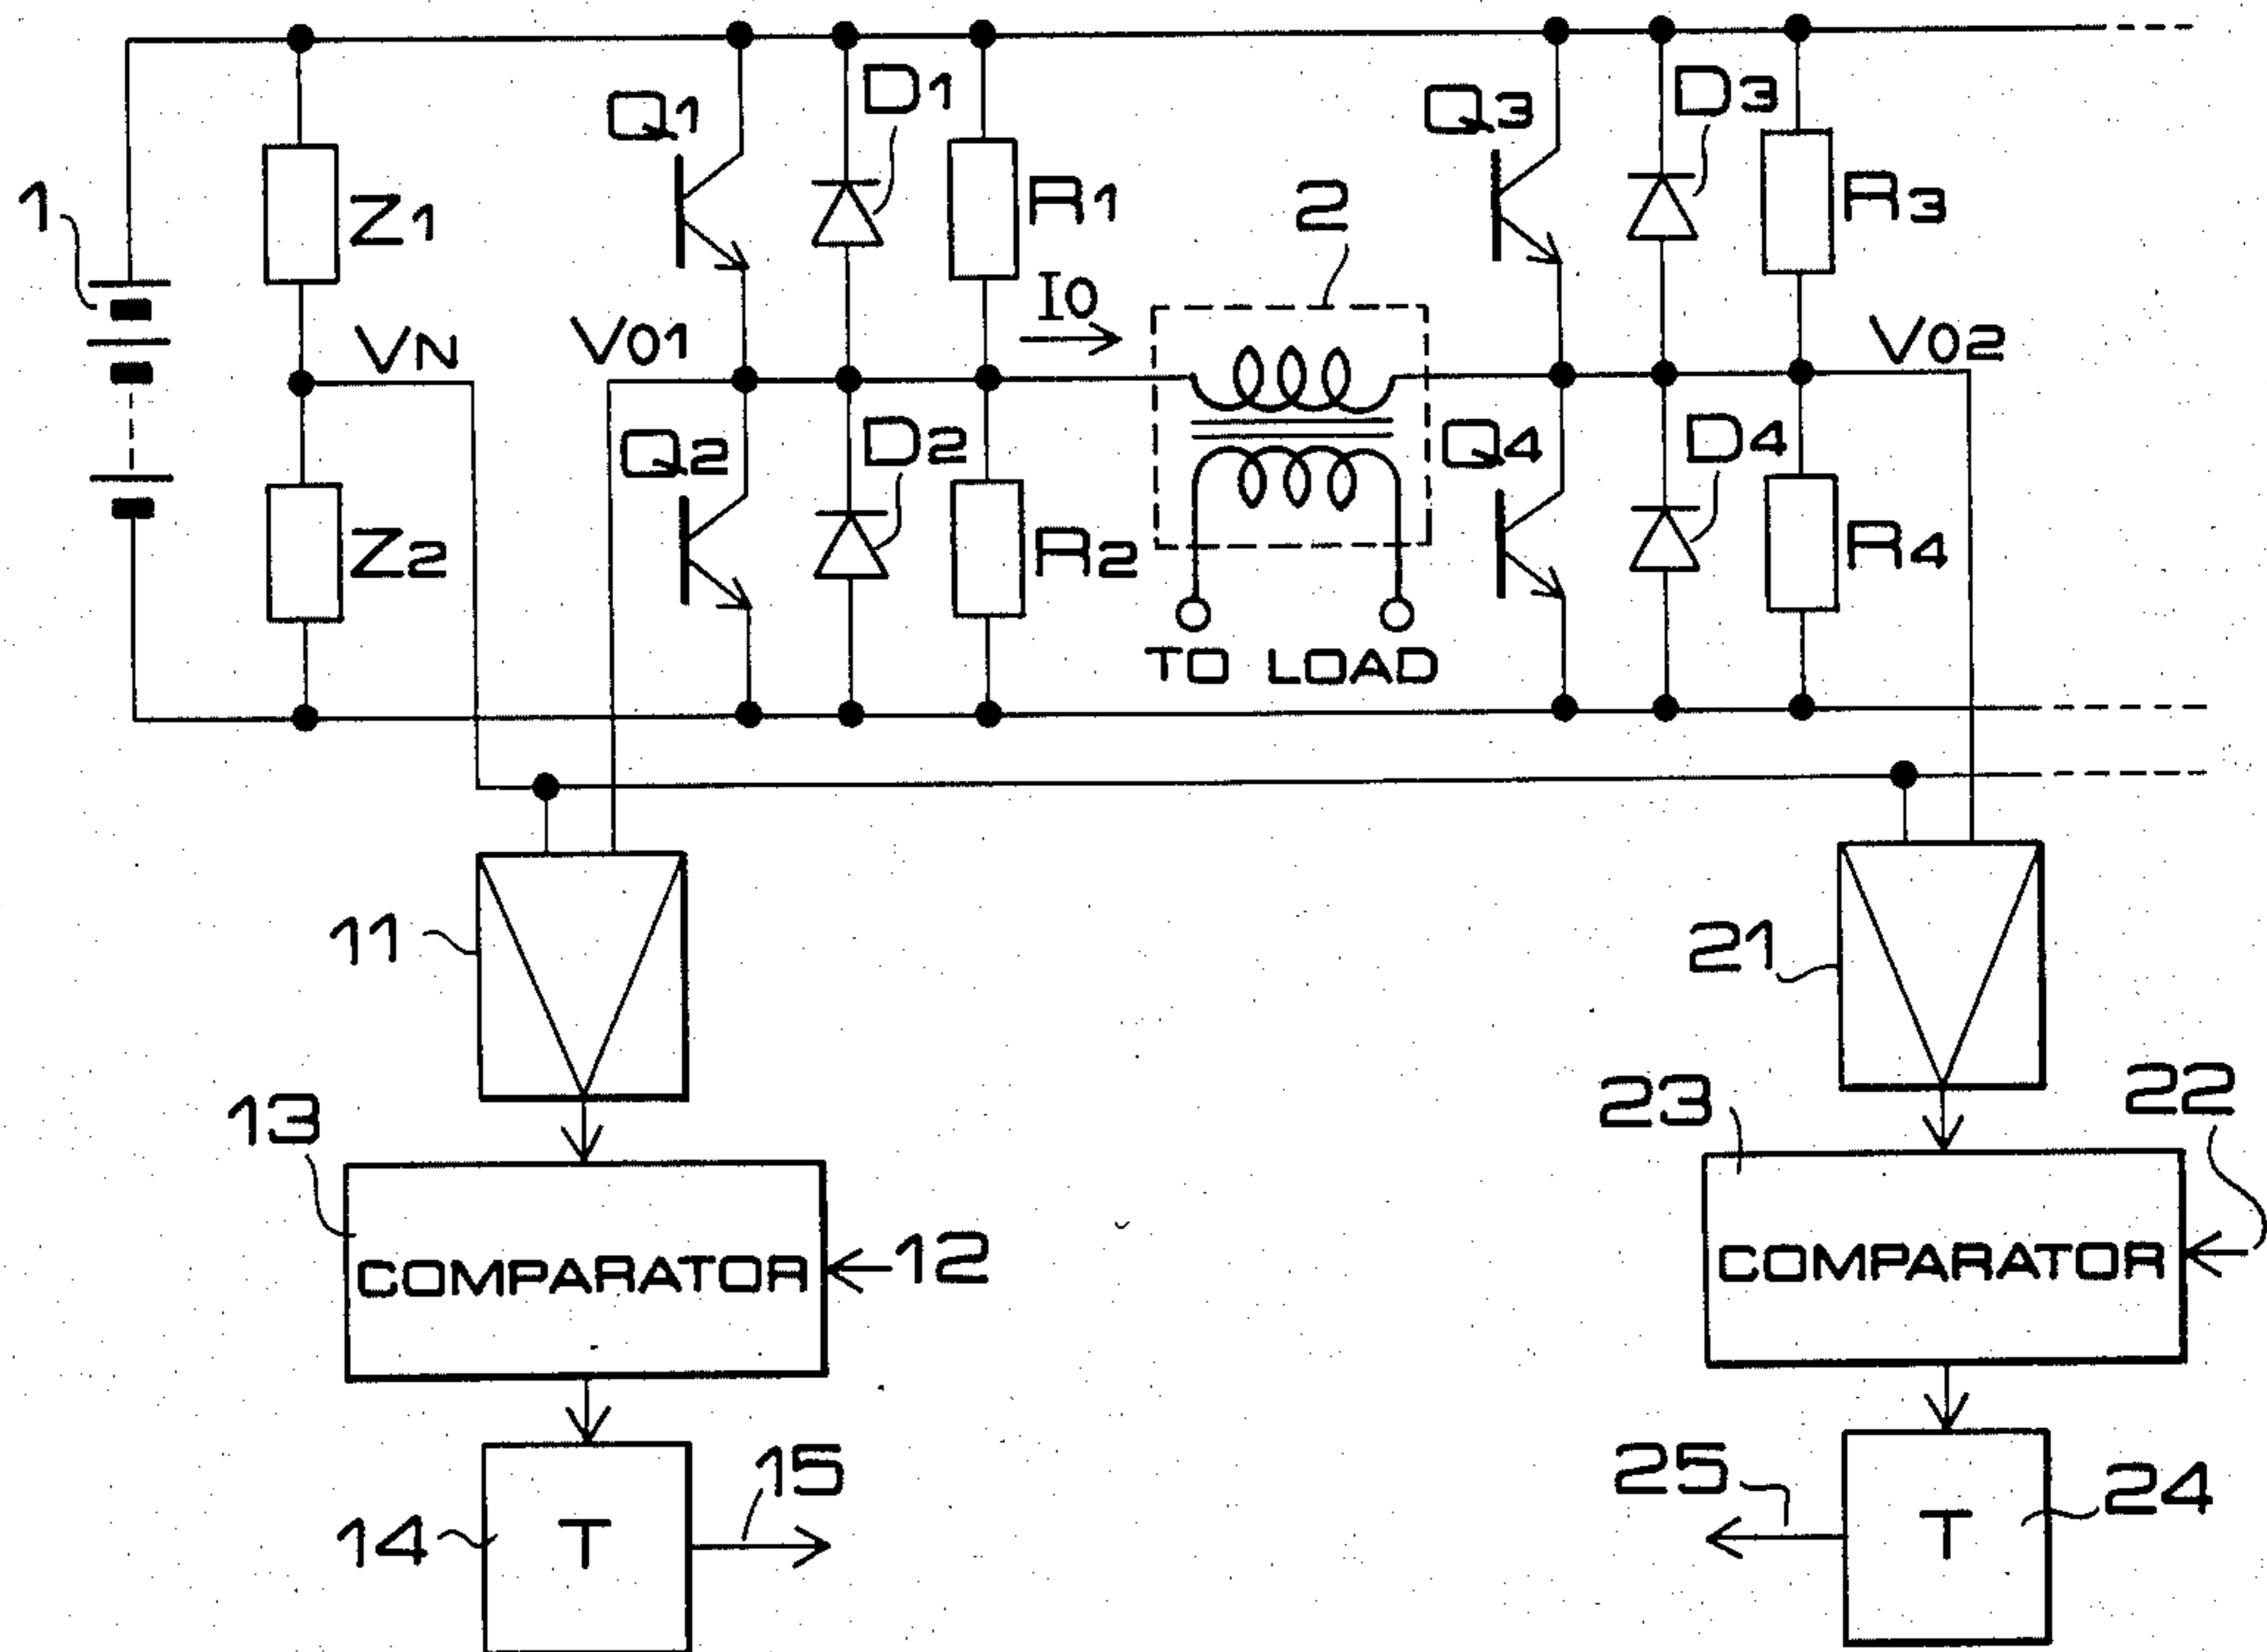 Q1
D1
Q3
D3
1
Z1
R1
2
R3
I0
VN
V01
V02
Q2
D2
Q4
D4
Z2
R2
R4
TO LOAD
11
21
13
23
22
COMPARATOR
12
COMPARATOR
15
25
14
T
T
24